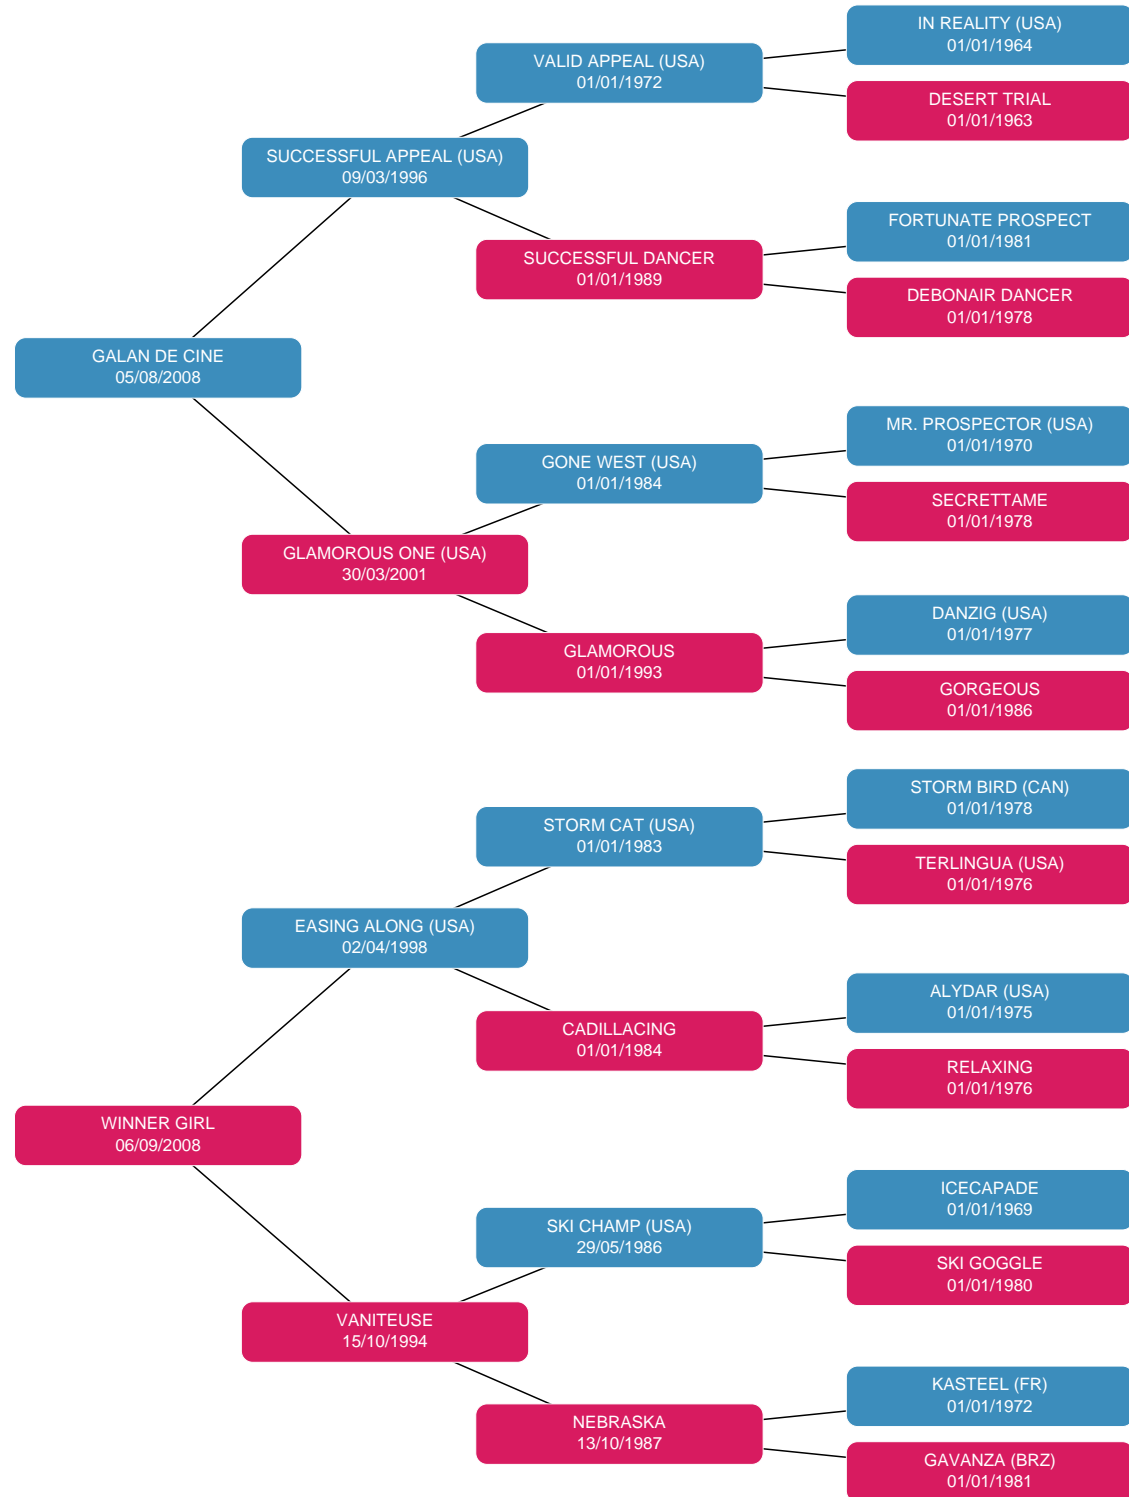 IN REALITY (USA)
01/01/1964
VALID APPEAL (USA)
01/01/1972
DESERT TRIAL
01/01/1963
SUCCESSFUL APPEAL (USA)
09/03/1996
FORTUNATE PROSPECT
01/01/1981
SUCCESSFUL DANCER
01/01/1989
DEBONAIR DANCER
01/01/1978
GALAN DE CINE
05/08/2008
MR. PROSPECTOR (USA)
01/01/1970
GONE WEST (USA)
01/01/1984
SECRETTAME
01/01/1978
GLAMOROUS ONE (USA)
30/03/2001
DANZIG (USA)
01/01/1977
GLAMOROUS
01/01/1993
GORGEOUS
01/01/1986
STORM BIRD (CAN)
01/01/1978
STORM CAT (USA)
01/01/1983
TERLINGUA (USA)
01/01/1976
EASING ALONG (USA)
02/04/1998
ALYDAR (USA)
01/01/1975
CADILLACING
01/01/1984
RELAXING
01/01/1976
WINNER GIRL
06/09/2008
ICECAPADE
01/01/1969
SKI CHAMP (USA)
29/05/1986
SKI GOGGLE
01/01/1980
VANITEUSE
15/10/1994
KASTEEL (FR)
01/01/1972
NEBRASKA
13/10/1987
GAVANZA (BRZ)
01/01/1981